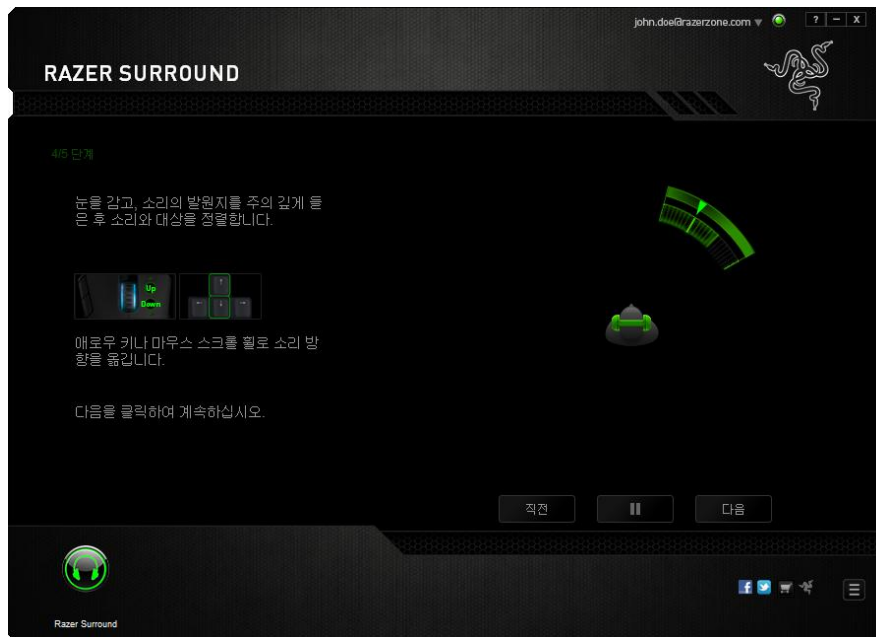 john.doe@razerzone.com
? – X
RAZER SURROUND
4/5 단계
눈을 감고, 소리의 발원지를 주의 깊게 들
은 후 소리와 대상을 정렬합니다.
Up
Down
애로우 키나 마우스 스크롤 휠로 소리 방
향을 옮깁니다.
다음을 클릭하여 계속하십시오.
직전
다음
Razer Surround